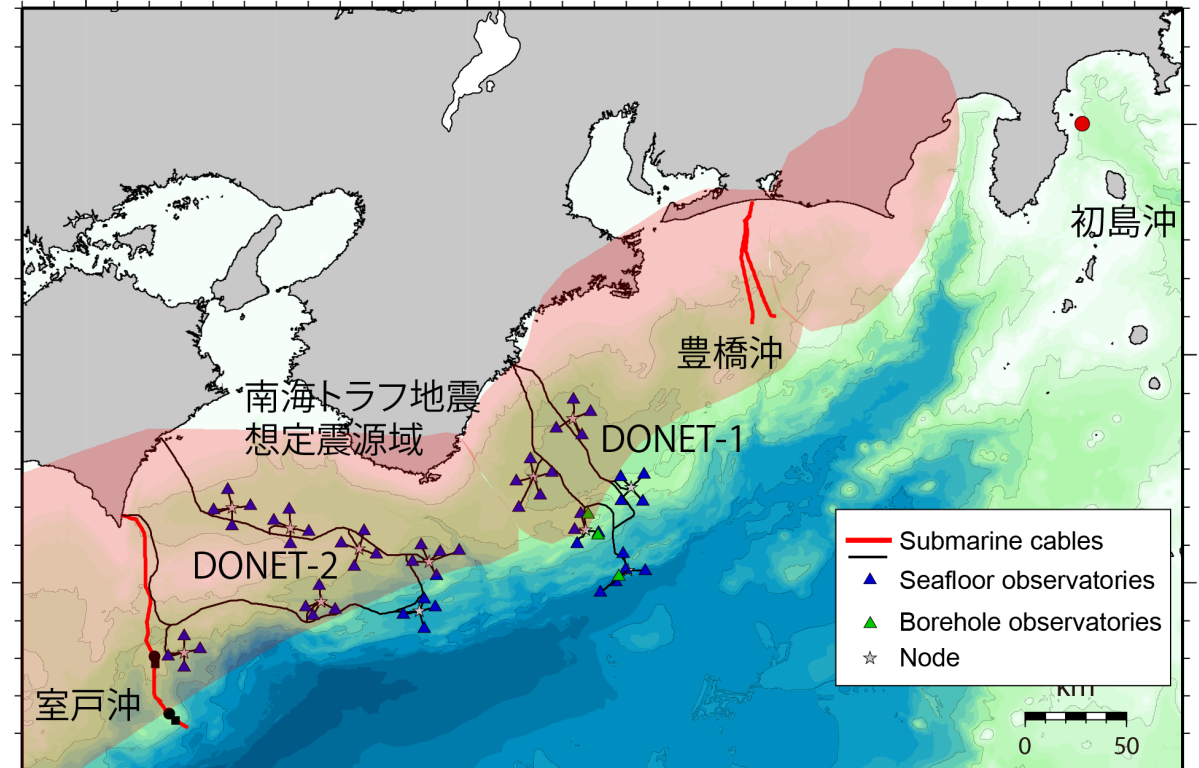 初島沖
豊橋沖
南海トラフ地震
想定震源域
DONET-1
DONET-2
室戸沖
Submarine cables
Seafloor observatories
Borehole observatories
Node
km
0 50